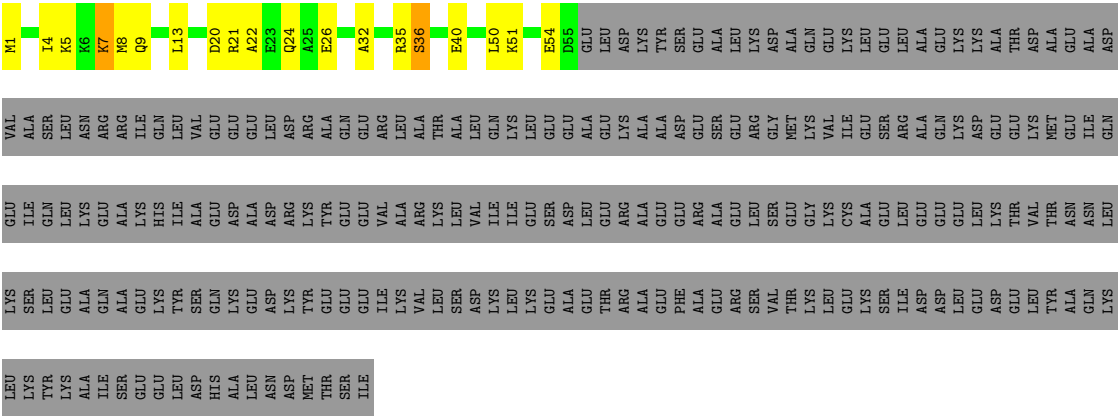 M1 I4 K5 K6 K7 M8 Q9 L13 D20 R21 A22 E23 Q24 A25 E26 A32 R35 S36 E40 L50 K51 E54 D55 GLU LEU ASP LYS TYR SER GLU ALA LEU LYS ASP ALA GLN GLU LYS LEU GLU LEU ALA GLU LYS LYS ALA THR ASP ALA GLU ALA ASP
VAL ALA SER LEU ASN ARG ARG ILE GLN LEU VAL GLU GLU GLU LEU ASP ARG ALA GLN GLU ARG LEU ALA THR ALA LEU GLN LYS LEU GLU GLU ALA GLU LYS ALA ALA ASP GLU SER GLU ARG GLY MET LYS VAL ILE GLU SER ARG ALA GLN LYS ASP GLU GLU LYS MET GLU ILE GLN
GLU ILE GLN LEU LYS GLU ALA LYS HIS ILE ALA GLU ASP ALA ASP ARG LYS TYR GLU GLU VAL ALA ARG LYS LEU VAL ILE ILE GLU SER ASP LEU GLU ARG ALA GLU GLU ARG ALA GLU LEU SER GLU GLY LYS CYS ALA GLU LEU GLU GLU GLU LEU LYS THR VAL THR ASN ASN LEU
LYS SER LEU GLU ALA GLN ALA GLU LYS TYR SER GLN LYS GLU ASP LYS TYR GLU GLU GLU ILE LYS VAL LEU SER ASP LYS LEU LYS GLU ALA GLU THR ARG ALA GLU PHE ALA GLU ARG SER VAL THR LYS LEU GLU LYS SER ILE ASP ASP LEU GLU ASP GLU LEU TYR ALA GLN LYS
LEU LYS TYR LYS ALA ILE SER GLU GLU LEU ASP HIS ALA LEU ASN ASP MET THR SER ILE